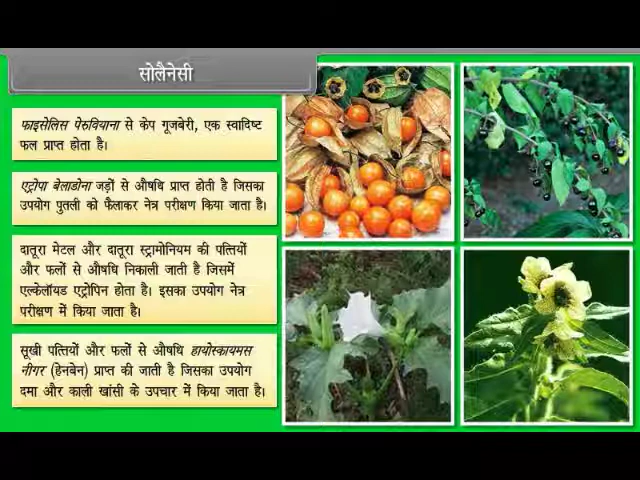 सोलैनेसी
फाइसेलिस पेरुवियाना से केप गूजबेरी, एक स्वादिष्ट
फल प्राप्त होता है।
एट्रोपा बेलाडोना जड़ों से औषधि प्राप्त होती है जिसका
उपयोग पुतली को फैलाकर नेत्र परीक्षण किया जाता है।
दातूरा मेटल और दातूरा स्ट्रामोनियम की पत्तियों
और फलों से औषधि निकाली जाती है जिसमें
एल्केलॉयड एट्रोपिन होता है। इसका उपयोग नेत्र
परीक्षण में किया जाता है।
सूखी पत्तियों और फलों से औषधि हायोस्कायमस
नीगर (हेनबेन) प्राप्त की जाती है जिसका उपयोग
दमा और काली खांसी के उपचार में किया जाता है।